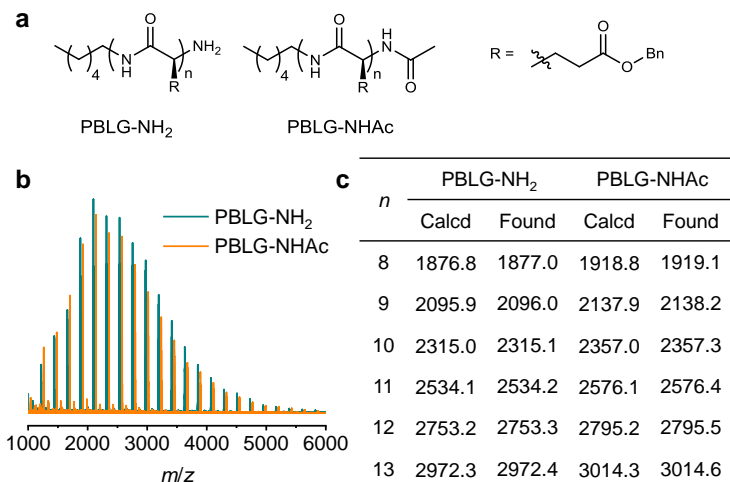 a
O
NH₂
N
H
R
n
4
PBLG-NH₂
O
H
N
N
H
R
n
O
4
PBLG-NHAc
R =
O
O
Bn
b
PBLG-NH₂
PBLG-NHAc
1000 2000 3000 4000 5000 6000
m/z
c
n PBLG-NH₂ PBLG-NHAc
Calcd Found Calcd Found
8 1876.8 1877.0 1918.8 1919.1
9 2095.9 2096.0 2137.9 2138.2
10 2315.0 2315.1 2357.0 2357.3
11 2534.1 2534.2 2576.1 2576.4
12 2753.2 2753.3 2795.2 2795.5
13 2972.3 2972.4 3014.3 3014.6